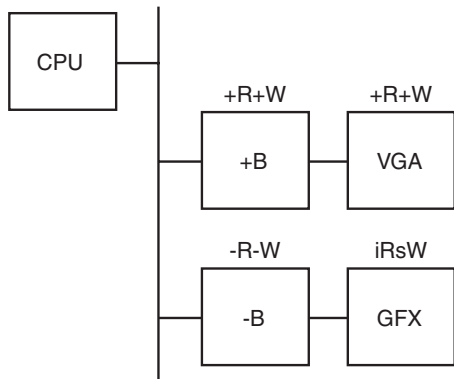 CPU
+R+W +R+W
+B VGA
-R-W iRsW
-B GFX